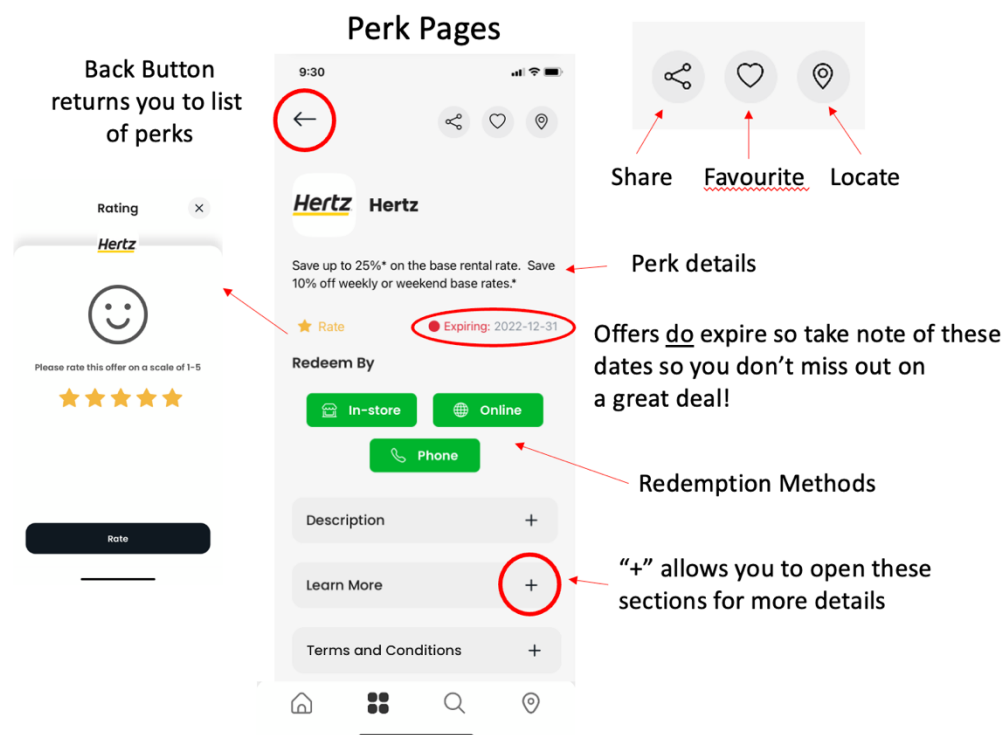 Perk Pages
Back Button
returns you to list
of perks
Rating
Hertz
Please rate this offer on a scale of 1-5
Rate
9:30
Hertz Hertz
Save up to 25%* on the base rental rate. Save
10% off weekly or weekend base rates.*
Rate
Expiring: 2022-12-31
Redeem By
In-store
Online
Phone
Description
Learn More
Terms and Conditions
Share Favourite Locate
Perk details
Offers do expire so take note of these
dates so you don’t miss out on
a great deal!
Redemption Methods
“+” allows you to open these
sections for more details